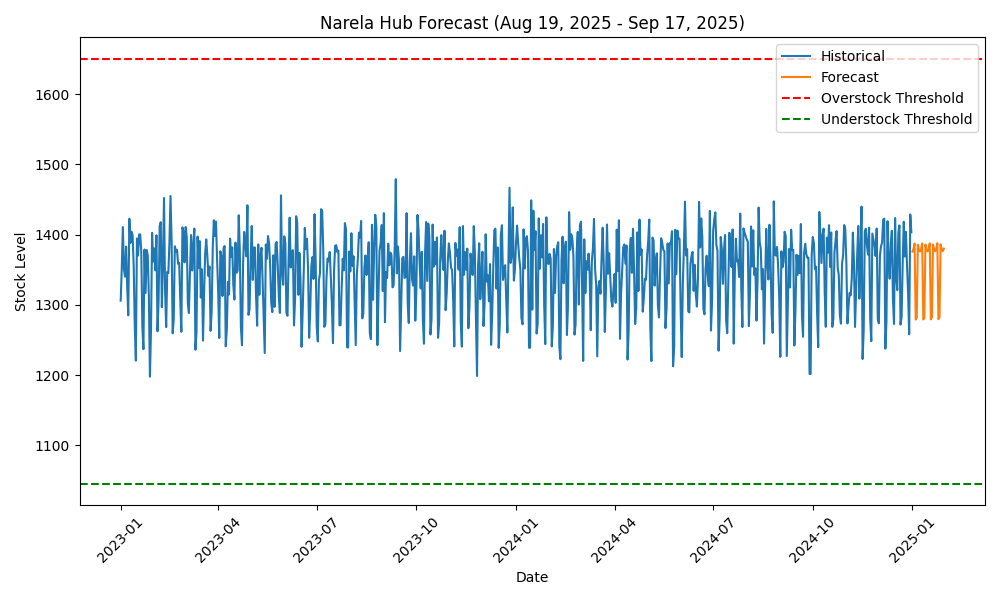 Narela Hub Forecast (Aug 19, 2025 - Sep 17, 2025)
Historical
Forecast
Overstock Threshold
Understock Threshold
Stock Level
1600
1500
1400
1300
1200
1100
2023-01
2023-04
2023-07
2023-10
2024-01
2024-04
2024-07
2024-10
2025-01
Date